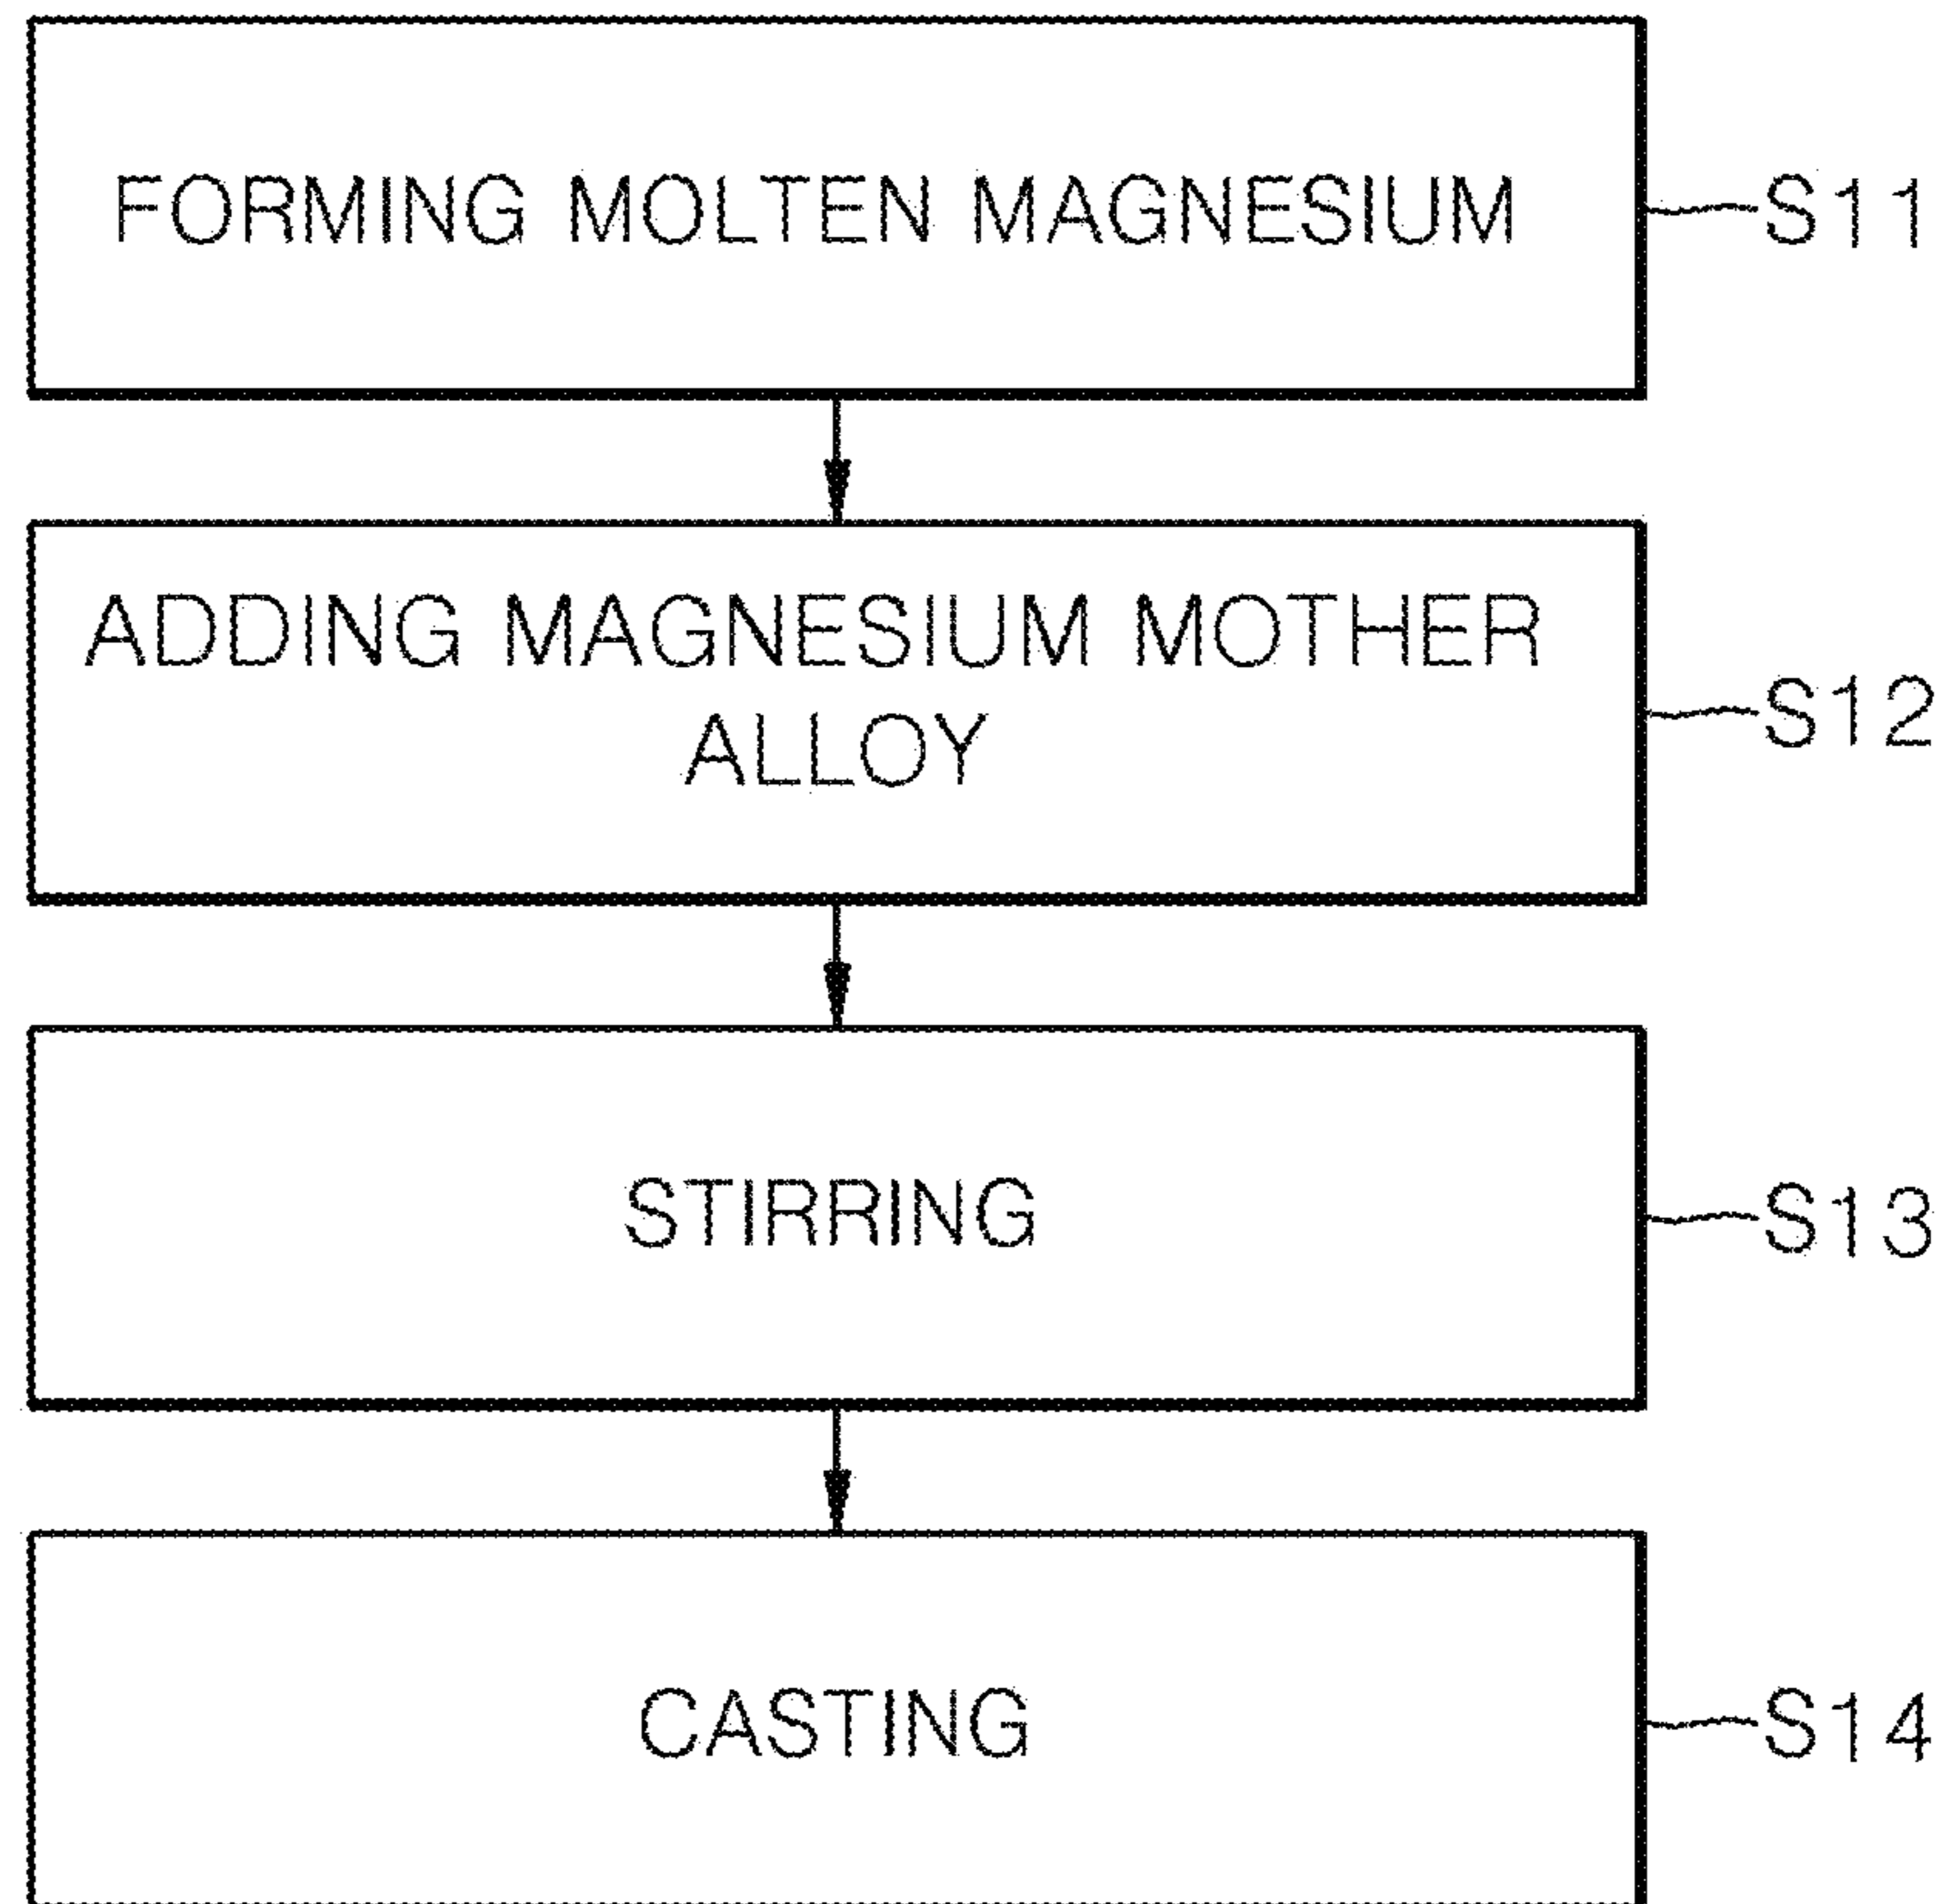 FORMING MOLTEN MAGNESIUM
S11
ADDING MAGNESIUM MOTHER
ALLOY
S12
STIRRING
S13
CASTING
S14